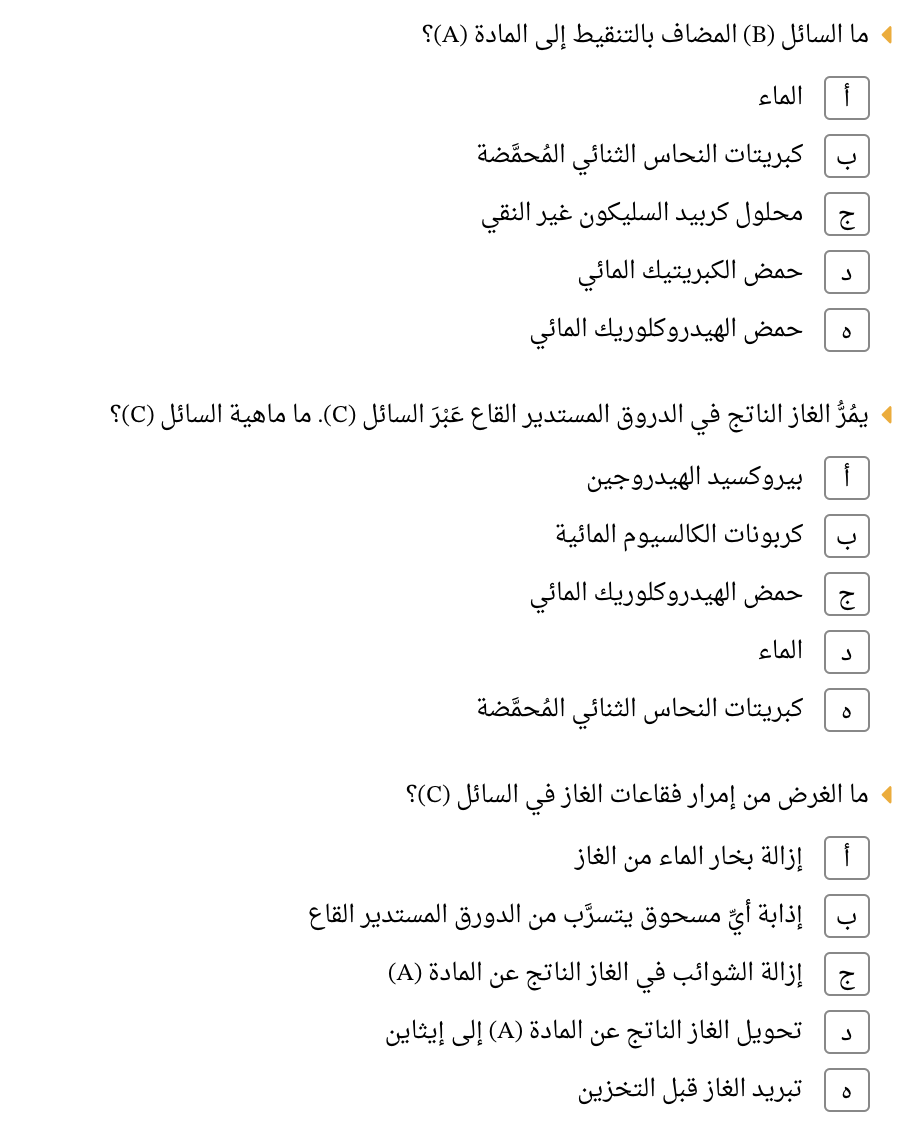 ما السائل (B) المضاف بالتنقيط إلى المادة (A)؟
أ الماء
ب كبريتات النحاس الثنائي المُحمَّضة
ج محلول كربيد السليكون غير النقي
د حمض الكبريتيك المائي
ه حمض الهيدروكلوريك المائي
يمُرُّ الغاز الناتج في الدروق المستدير القاع عَبْرَ السائل (C). ما ماهية السائل (C)؟
أ بيروكسيد الهيدروجين
ب كربونات الكالسيوم المائية
ج حمض الهيدروكلوريك المائي
د الماء
ه كبريتات النحاس الثنائي المُحمَّضة
ما الغرض من إمرار فقاعات الغاز في السائل (C)؟
أ إزالة بخار الماء من الغاز
ب إذابة أيِّ مسحوق يتسرَّب من الدورق المستدير القاع
ج إزالة الشوائب في الغاز الناتج عن المادة (A)
د تحويل الغاز الناتج عن المادة (A) إلى إيثاين
ه تبريد الغاز قبل التخزين